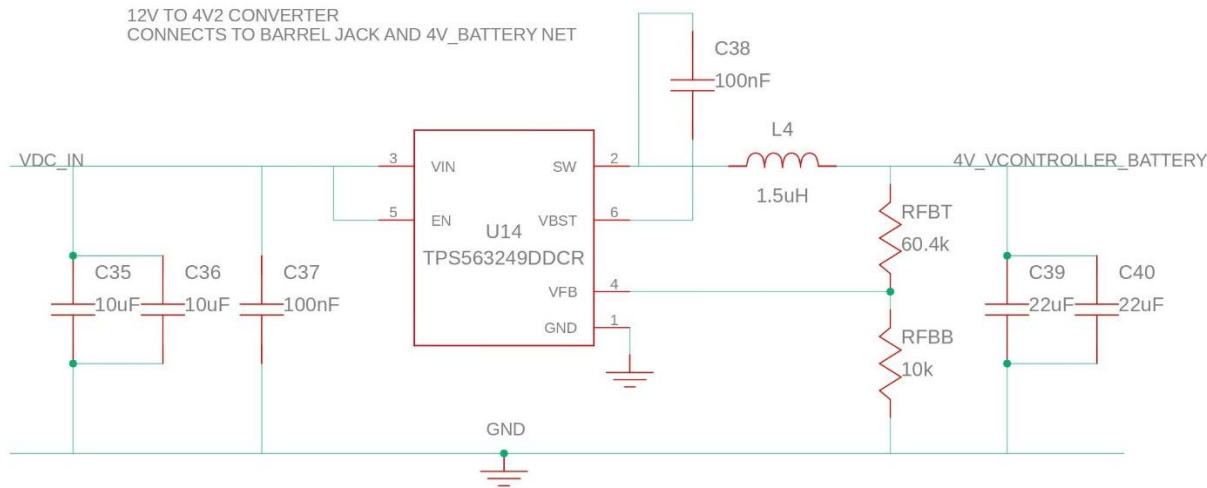 12V TO 4V2 CONVERTER
CONNECTS TO BARREL JACK AND 4V_BATTERY NET
C38
100nF
L4
1.5uH
VDC_IN
3
VIN
SW
2
4V_VCONTROLLER_BATTERY
5
EN
VBST
6
U14
TPS563249DDCR
RFBT
60.4k
C35
10uF
C36
10uF
C37
100nF
VFB
4
GND
1
C39
22uF
C40
22uF
RFBB
10k
GND